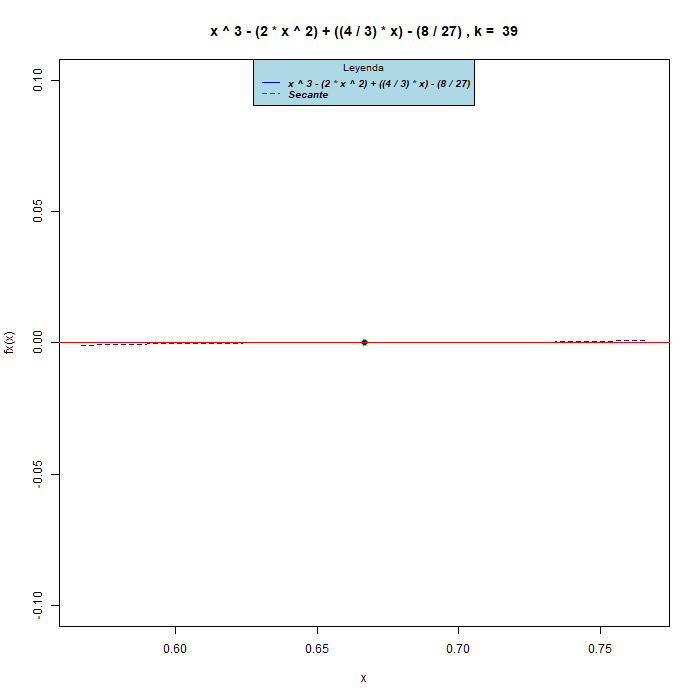 x ^ 3 - (2 * x ^ 2) + ((4 / 3) * x) - (8 / 27) , k = 39
Leyenda
x ^ 3 - (2 * x ^ 2) + ((4 / 3) * x) - (8 / 27)
Secante
0.10
0.05
0.00
-0.05
-0.10
fx(x)
0.60 0.65 0.70 0.75
x